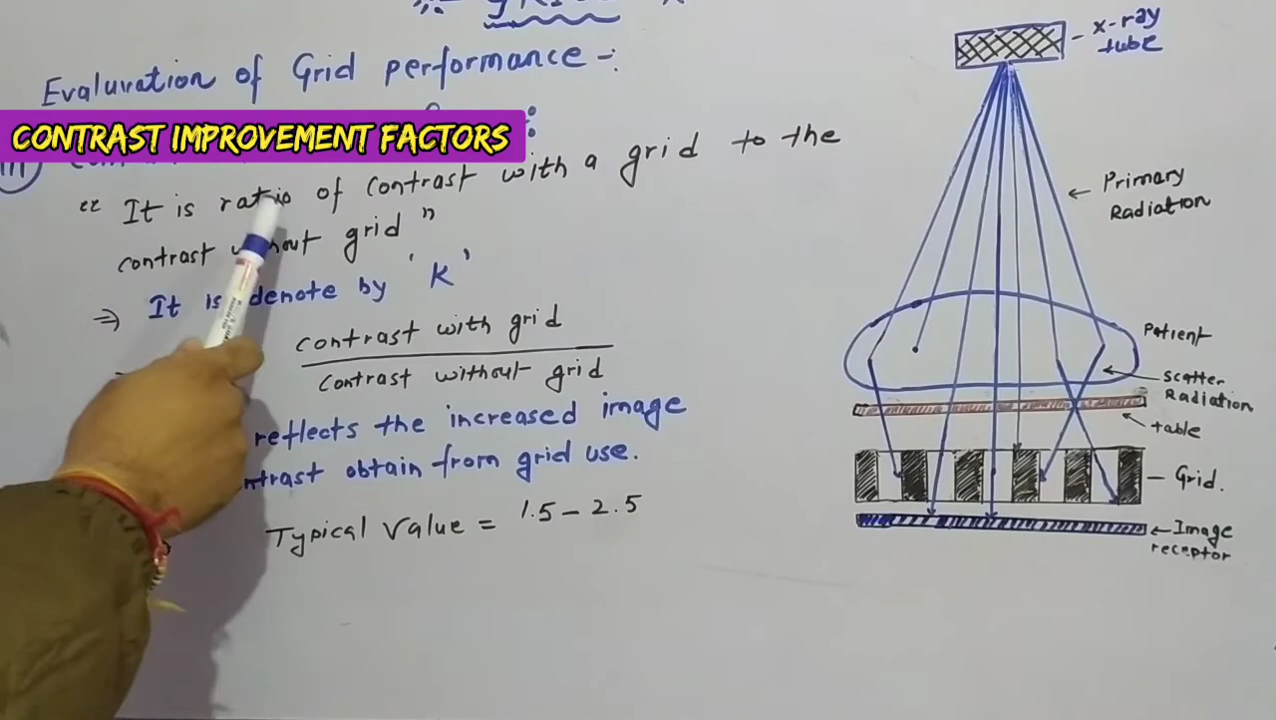 Evaluvation of Grid performance -:
CONTRAST IMPROVEMENT FACTORS
"It is ratio of contrast with a grid to the
contrast without grid"
⇒ It is denote by 'K'
contrast with grid
contrast without grid
reflects the increased image
obtain from grid use.
Typical Value = 1.5 – 2.5
x-ray
tube
Primary
Radiation
Patient
scatter
Radiation
table
Grid.
Image
receptor